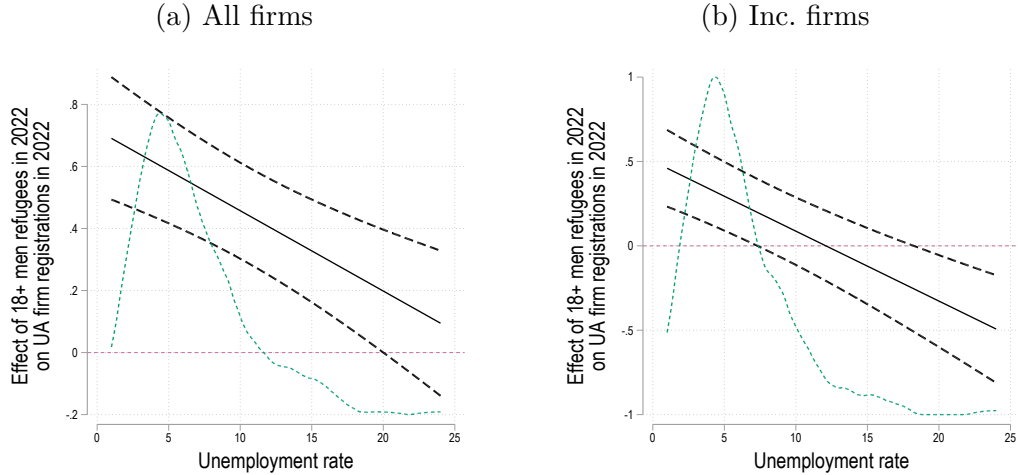 (a) All firms
Effect of 18+ men refugees in 2022
on UA firm registrations in 2022
.8
.6
.4
.2
0
-.2
0 5 10 15 20 25
Unemployment rate
(b) Inc. firms
Effect of 18+ men refugees in 2022
on UA firm registrations in 2022
1
.5
0
-.5
-1
0 5 10 15 20 25
Unemployment rate